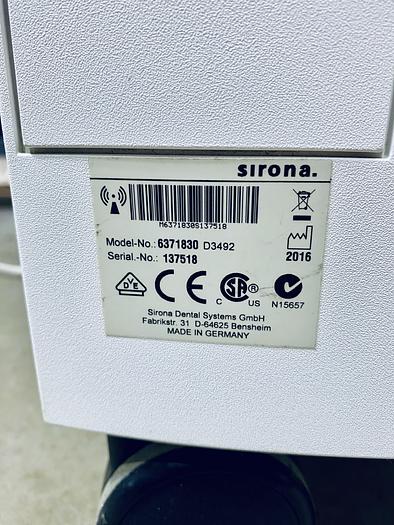 sirona.
M6371830S137518
Model-No.: 6371830 D3492
Serial.-No.: 137518
2016
VDE
CE
SA®
C US
N15657
Sirona Dental Systems GmbH
Fabrikstr. 31 D-64625 Bensheim
MADE IN GERMANY